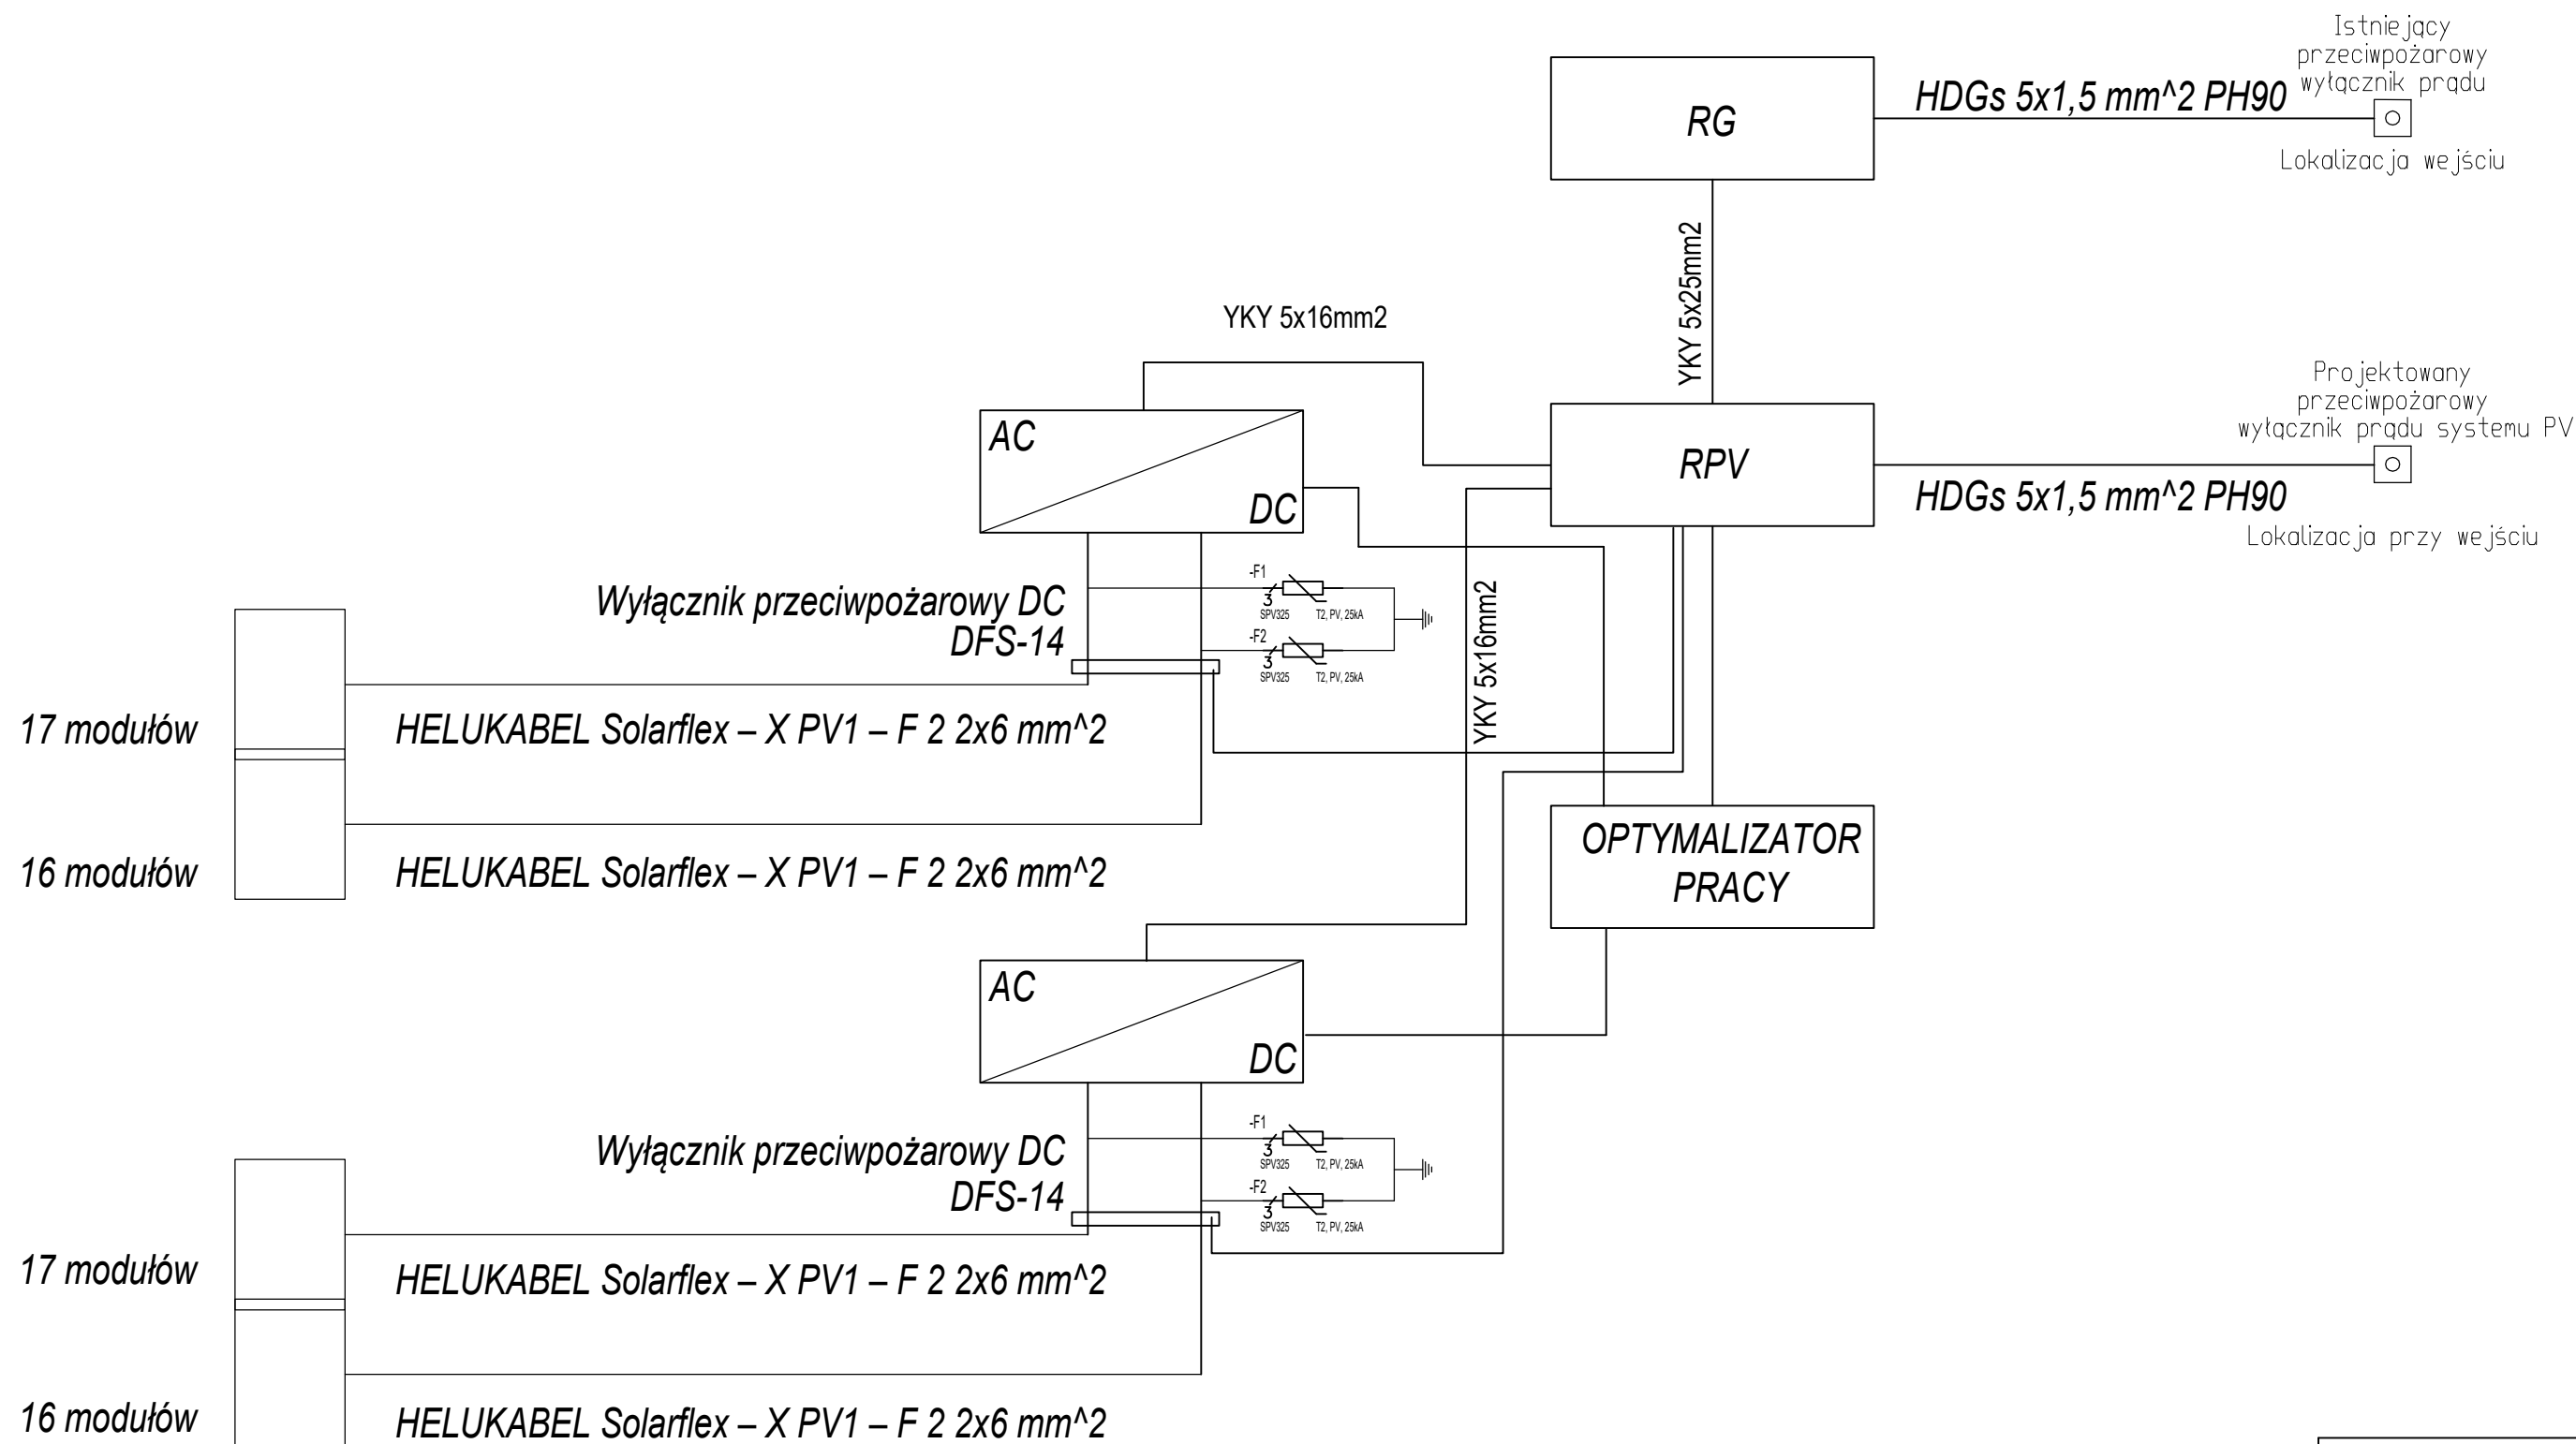 Istniejący
przeciwpożarowy
wyłącznik prądu
RG
HDGs 5x1,5 mm^2 PH90
Lokalizacja wejściu
YKY 5x25mm2
YKY 5x16mm2
Projektowany
przeciwpożarowy
wyłącznik prądu systemu PV
AC
DC
RPV
HDGs 5x1,5 mm^2 PH90
Lokalizacja przy wejściu
Wyłącznik przeciwpożarowy DC
DFS-14
-F1
3
SPV325 T2, PV, 25kA
-F2
3
SPV325 T2, PV, 25kA
YKY 5x16mm2
17 modułów
HELUKABEL Solarflex – X PV1 – F 2 2x6 mm^2
16 modułów
HELUKABEL Solarflex – X PV1 – F 2 2x6 mm^2
OPTYMALIZATOR
PRACY
AC
DC
Wyłącznik przeciwpożarowy DC
DFS-14
-F1
3
SPV325 T2, PV, 25kA
-F2
3
SPV325 T2, PV, 25kA
17 modułów
HELUKABEL Solarflex – X PV1 – F 2 2x6 mm^2
16 modułów
HELUKABEL Solarflex – X PV1 – F 2 2x6 mm^2